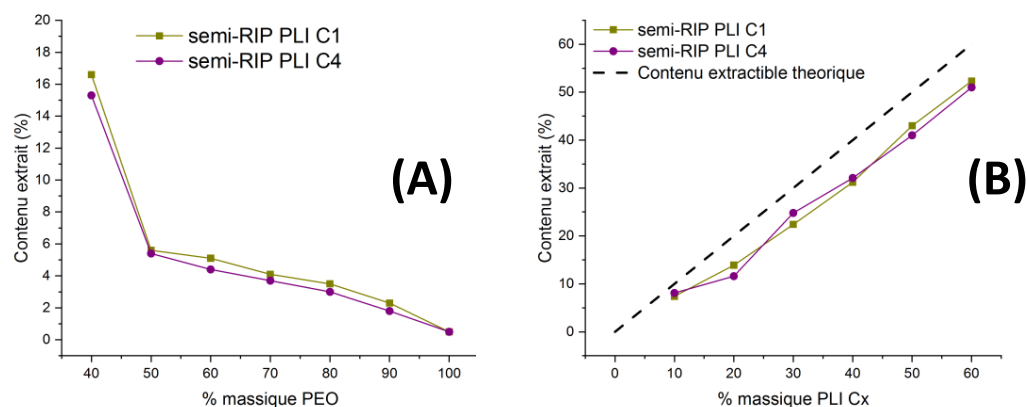 semi-RIP PLI C1
semi-RIP PLI C4
(A)
Contenu extrait (%)
20
18
16
14
12
10
8
6
4
2
0
40 50 60 70 80 90 100
% massique PEO
semi-RIP PLI C1
semi-RIP PLI C4
Contenu extractible theorique
(B)
Contenu extrait (%)
60
50
40
30
20
10
0
0 10 20 30 40 50 60
% massique PLI Cx